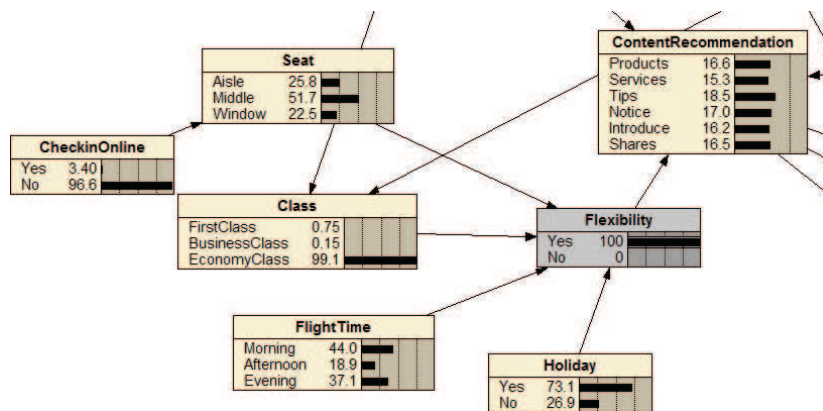 Seat
Aisle 25.8
Middle 51.7
Window 22.5
ContentRecommendation
Products 16.6
Services 15.3
Tips 18.5
Notice 17.0
Introduce 16.2
Shares 16.5
CheckinOnline
Yes 3.40
No 96.6
Class
FirstClass 0.75
BusinessClass 0.15
EconomyClass 99.1
Flexibility
Yes 100
No 0
FlightTime
Morning 44.0
Afternoon 18.9
Evening 37.1
Holiday
Yes 73.1
No 26.9